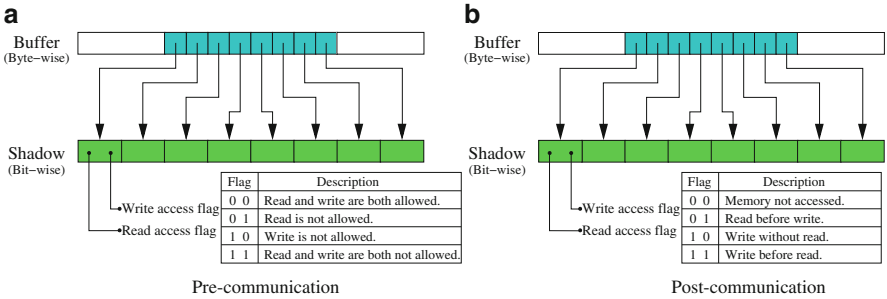 a
Buffer
(Byte-wise)
Shadow
(Bit-wise)
Write access flag
Read access flag
Flag Description
0 0 Read and write are both allowed.
0 1 Read is not allowed.
1 0 Write is not allowed.
1 1 Read and write are both not allowed.
Pre-communication
b
Buffer
(Byte-wise)
Shadow
(Bit-wise)
Write access flag
Read access flag
Flag Description
0 0 Memory not accessed.
0 1 Read before write.
1 0 Write without read.
1 1 Write before read.
Post-communication